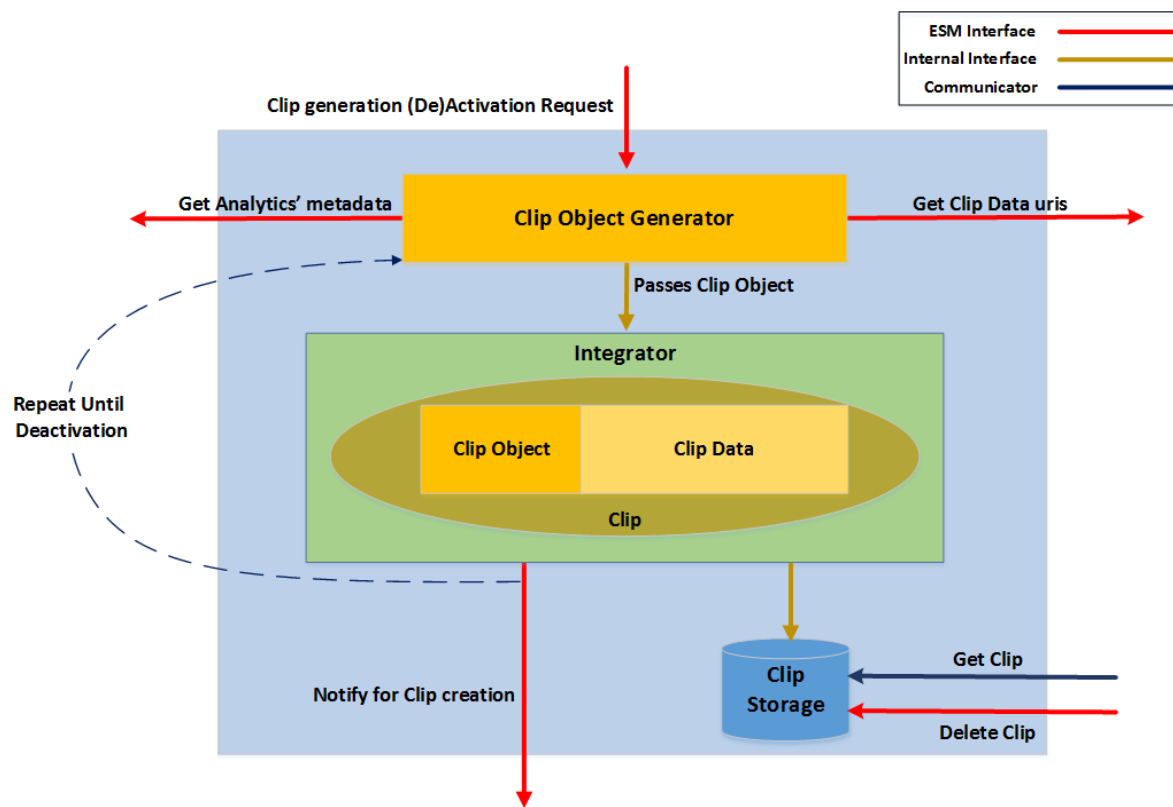 ESM Interface
Internal Interface
Communicator
Clip generation (De)Activation Request
Get Analytics' metadata
Clip Object Generator
Get Clip Data uris
Passes Clip Object
Integrator
Repeat Until
Deactivation
Clip Object
Clip Data
Clip
Notify for Clip creation
Clip
Storage
Get Clip
Delete Clip